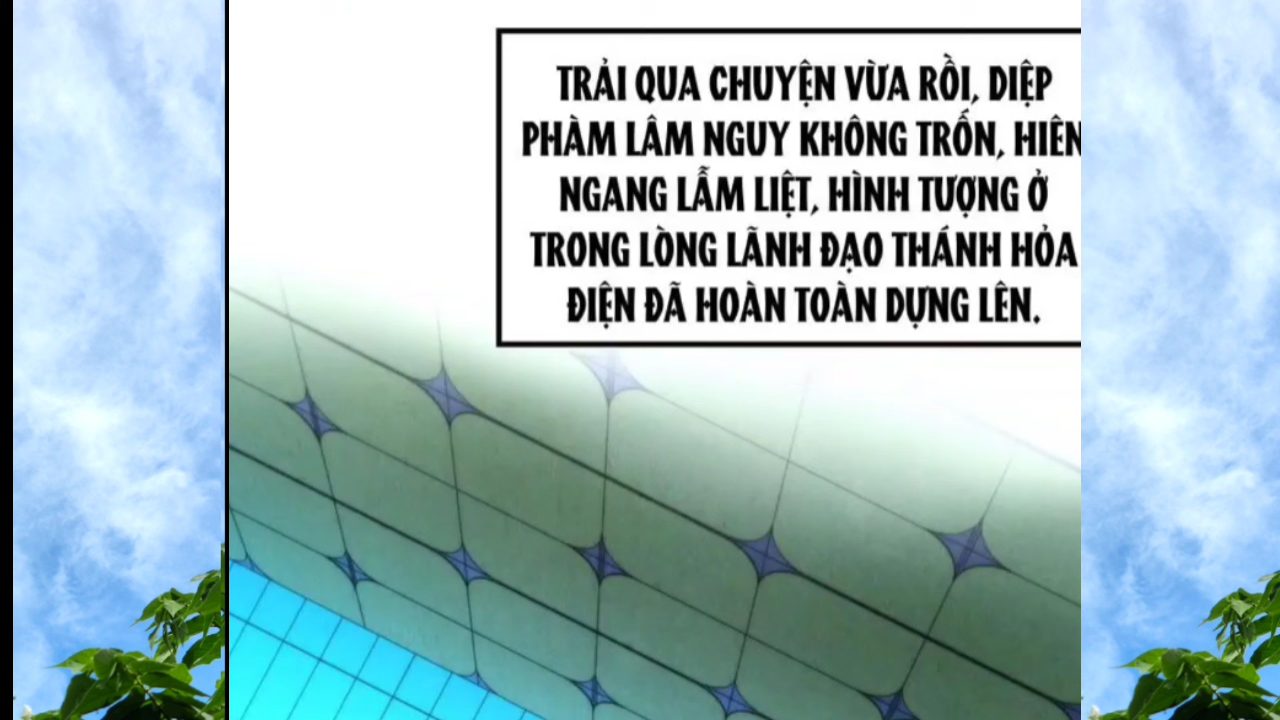 TRẢI QUA CHUYỆN VỪA RỒI, DIỆP
PHÀM LÂM NGUY KHÔNG TRỐN, HIÊN
NGANG LẪM LIỆT, HÌNH TƯỢNG Ở
TRONG LÒNG LÃNH ĐẠO THÁNH HỎA
ĐIỆN ĐÃ HOÀN TOÀN DỰNG LÊN.